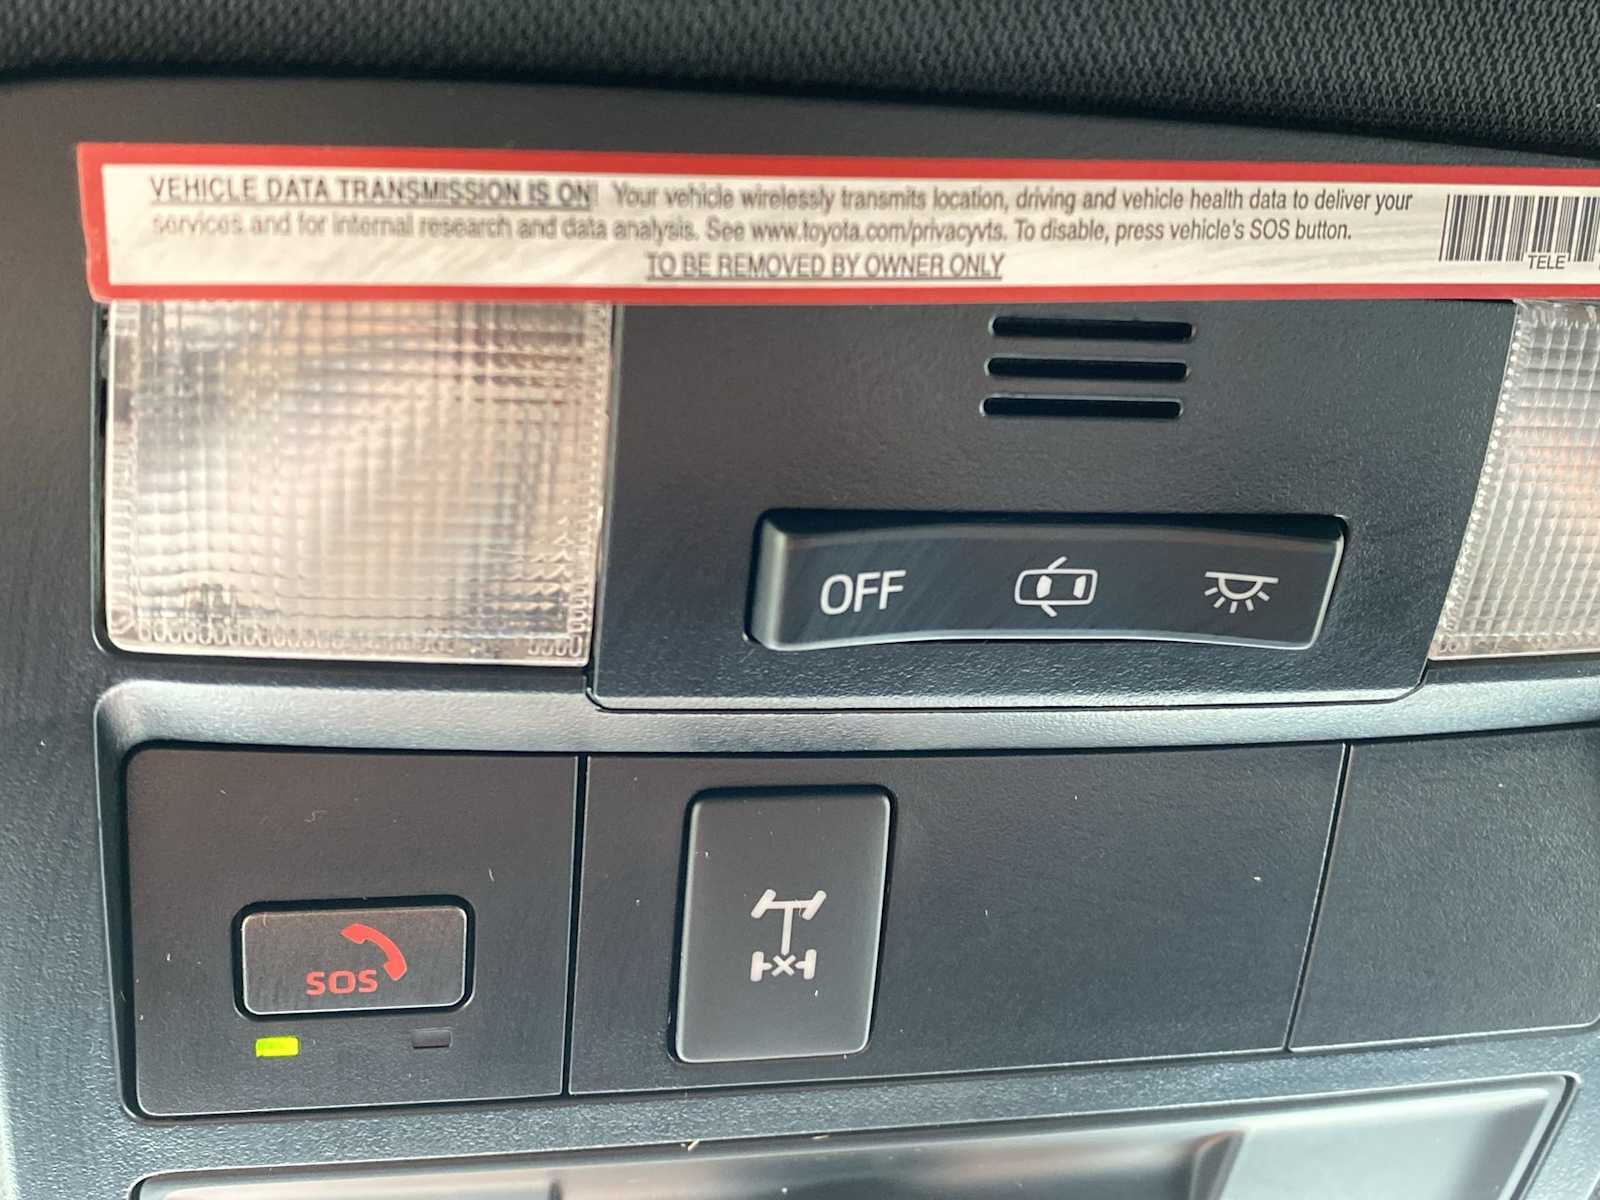 VEHICLE DATA TRANSMISSION IS ON! Your vehicle wirelessly transmits location, driving and vehicle health data to deliver your
services and for internal research and data analysis. See www.toyota.com/privacyvts. To disable, press vehicle's SOS button.
TO BE REMOVED BY OWNER ONLY
TELE
OFF
SOS